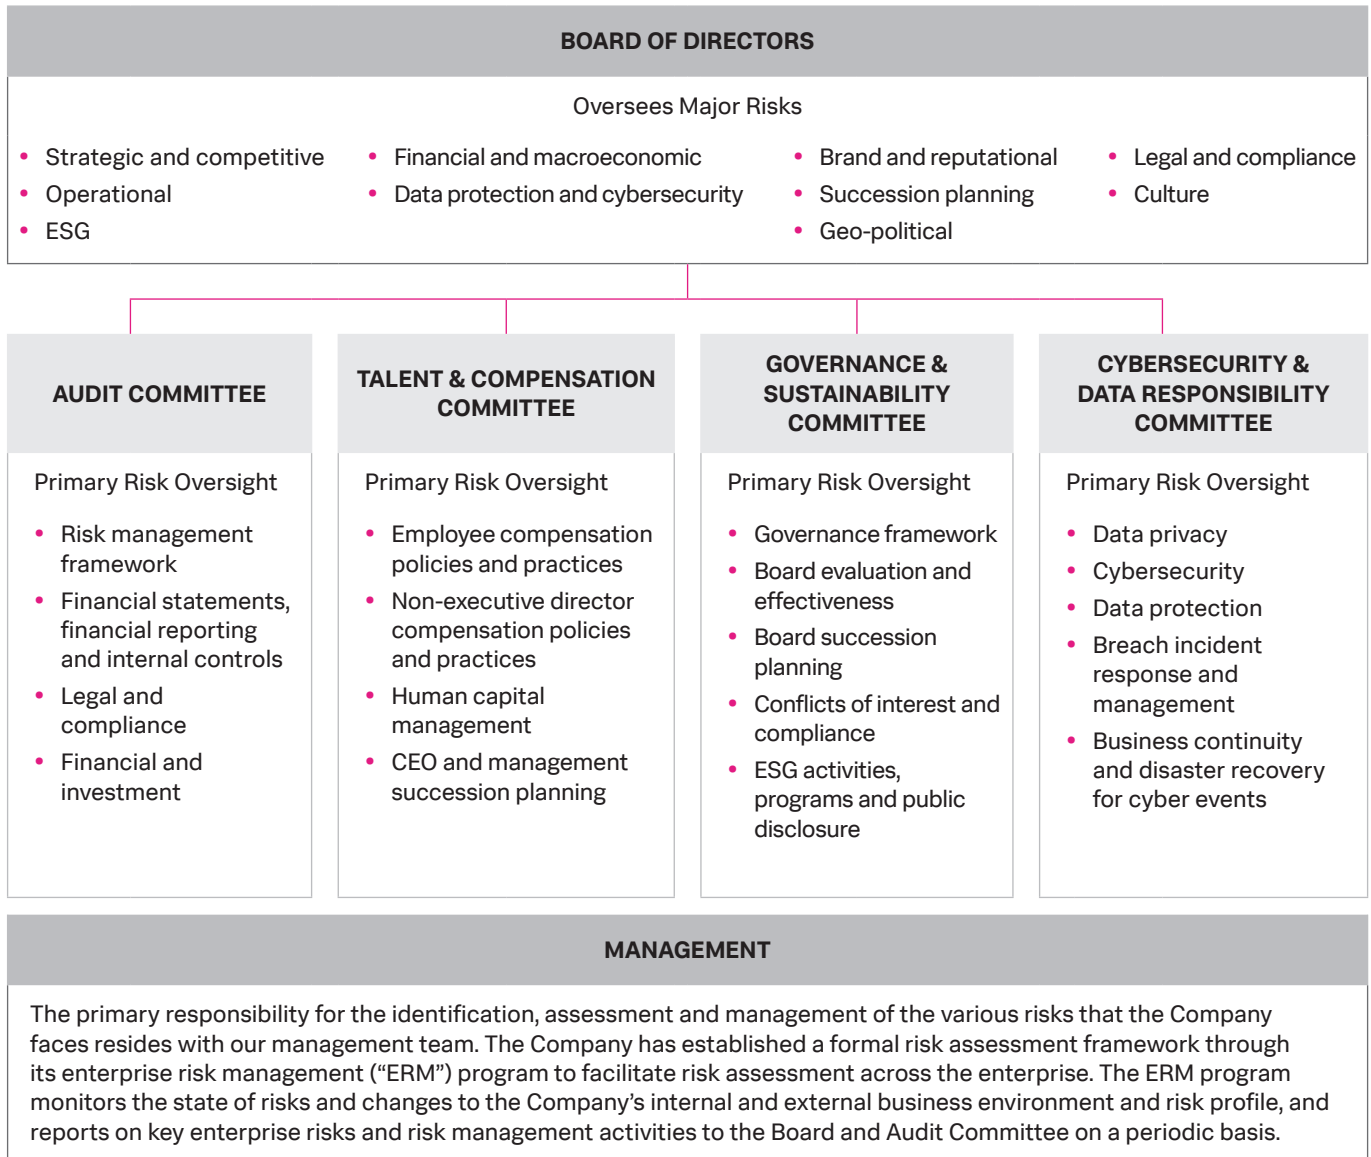 BOARD OF DIRECTORS
Oversees Major Risks
• Strategic and competitive
• Operational
• ESG
• Financial and macroeconomic
• Data protection and cybersecurity
• Brand and reputational
• Succession planning
• Geo-political
• Legal and compliance
• Culture
AUDIT COMMITTEE
Primary Risk Oversight
• Risk management
framework
• Financial statements,
financial reporting
and internal controls
• Legal and
compliance
• Financial and
investment
TALENT & COMPENSATION
COMMITTEE
Primary Risk Oversight
• Employee compensation
policies and practices
• Non-executive director
compensation policies
and practices
• Human capital
management
• CEO and management
succession planning
GOVERNANCE &
SUSTAINABILITY
COMMITTEE
Primary Risk Oversight
• Governance framework
• Board evaluation and
effectiveness
• Board succession
planning
• Conflicts of interest and
compliance
• ESG activities,
programs and public
disclosure
CYBERSECURITY &
DATA RESPONSIBILITY
COMMITTEE
Primary Risk Oversight
• Data privacy
• Cybersecurity
• Data protection
• Breach incident
response and
management
• Business continuity
and disaster recovery
for cyber events
MANAGEMENT
The primary responsibility for the identification, assessment and management of the various risks that the Company
faces resides with our management team. The Company has established a formal risk assessment framework through
its enterprise risk management (“ERM”) program to facilitate risk assessment across the enterprise. The ERM program
monitors the state of risks and changes to the Company’s internal and external business environment and risk profile, and
reports on key enterprise risks and risk management activities to the Board and Audit Committee on a periodic basis.